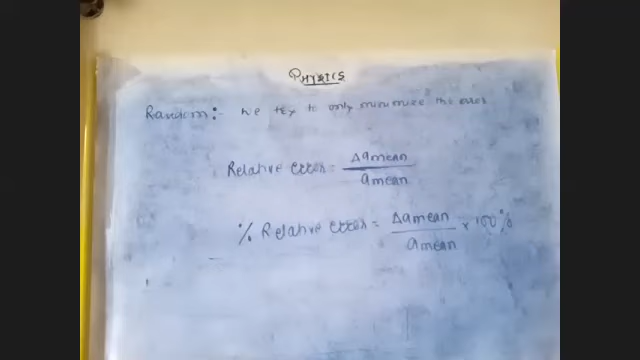 Physics
Random:- We try to only minimize the error
Relative error = Δamean / amean
% Relative error = Δamean / amean × 100%